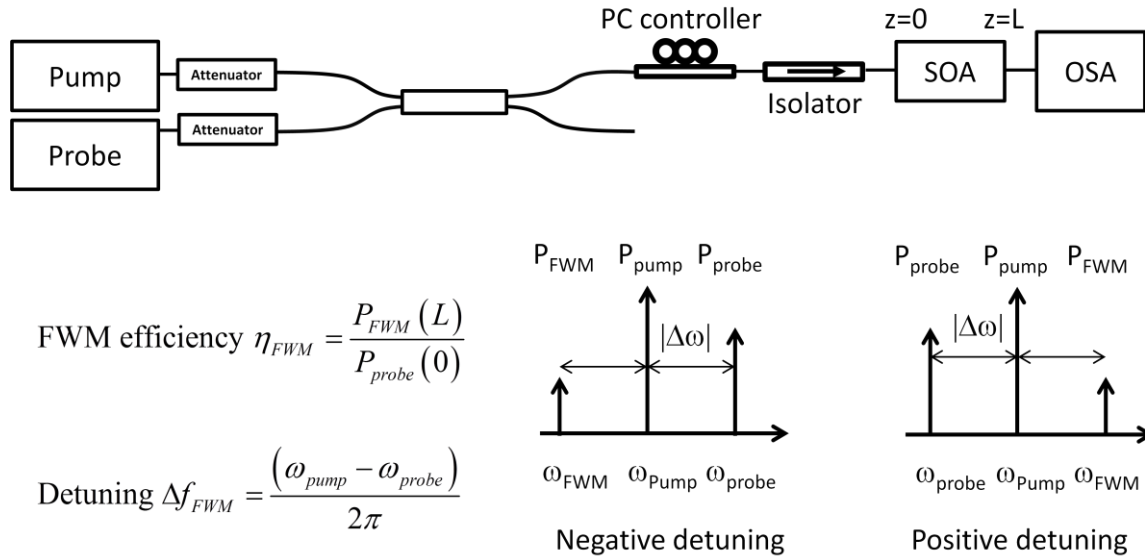 PC controller
z=0 z=L
Pump
Attenuator
SOA
OSA
Isolator
Attenuator
Probe
P_FWM P_pump P_probe
P_probe P_pump P_FWM
|Δω|
|Δω|
FWM efficiency η_FWM = P_FWM(L) / P_probe(0)
ω_FWM ω_Pump ω_probe
ω_probe ω_Pump ω_FWM
Detuning Δf_FWM = (ω_pump − ω_probe) / 2π
Negative detuning
Positive detuning